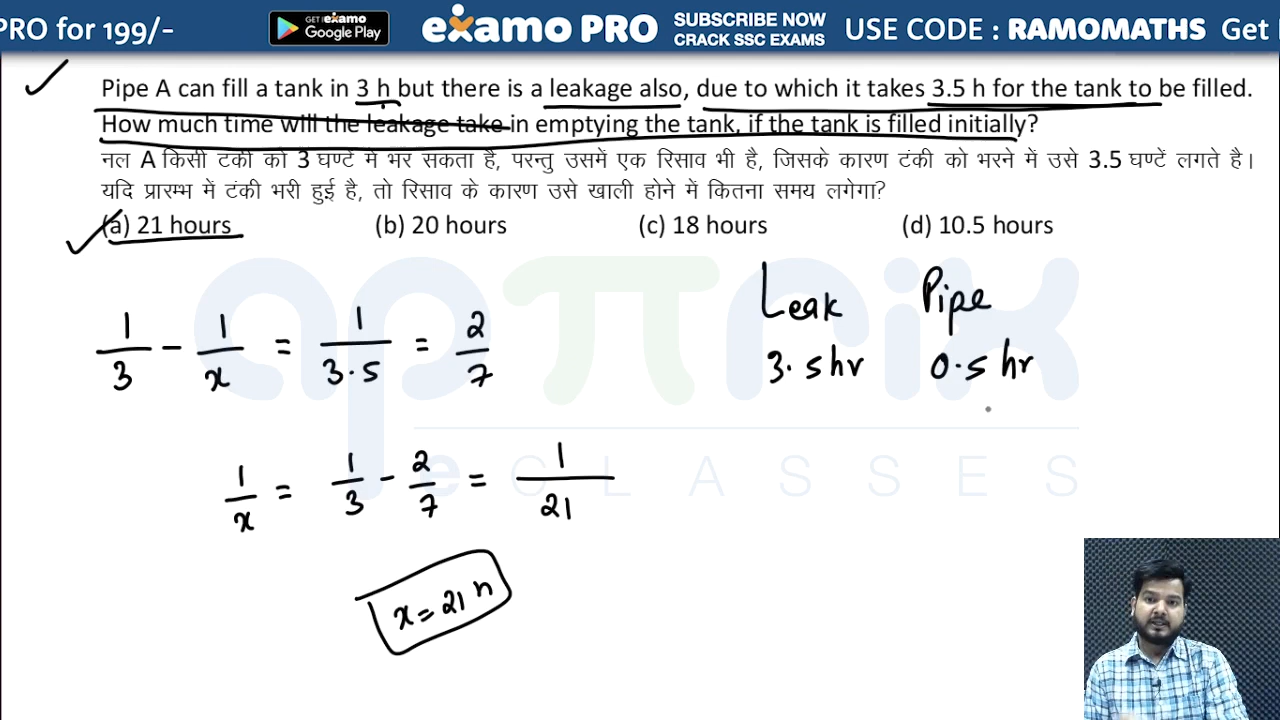 PRO for 199/-
GET IT ON examo
Google Play
examo PRO
SUBSCRIBE NOW
CRACK SSC EXAMS
USE CODE : RAMOMATHS Get
Pipe A can fill a tank in 3 h but there is a leakage also, due to which it takes 3.5 h for the tank to be filled.
How much time will the leakage take in emptying the tank, if the tank is filled initially?
नल A किसी टंकी को 3 घण्टे में भर सकता है, परन्तु उसमें एक रिसाव भी है, जिसके कारण टंकी को भरने में उसे 3.5 घण्टें लगते है।
यदि प्रारम्भ में टंकी भरी हुई है, तो रिसाव के कारण उसे खाली होने में कितना समय लगेगा?
(a) 21 hours (b) 20 hours (c) 18 hours (d) 10.5 hours
Leak Pipe
3.5 hr 0.5 hr
1/3 - 1/x = 1/3.5 = 2/7
1/x = 1/3 - 2/7 = 1/21
x = 21 h
aptrix
e CLASSES